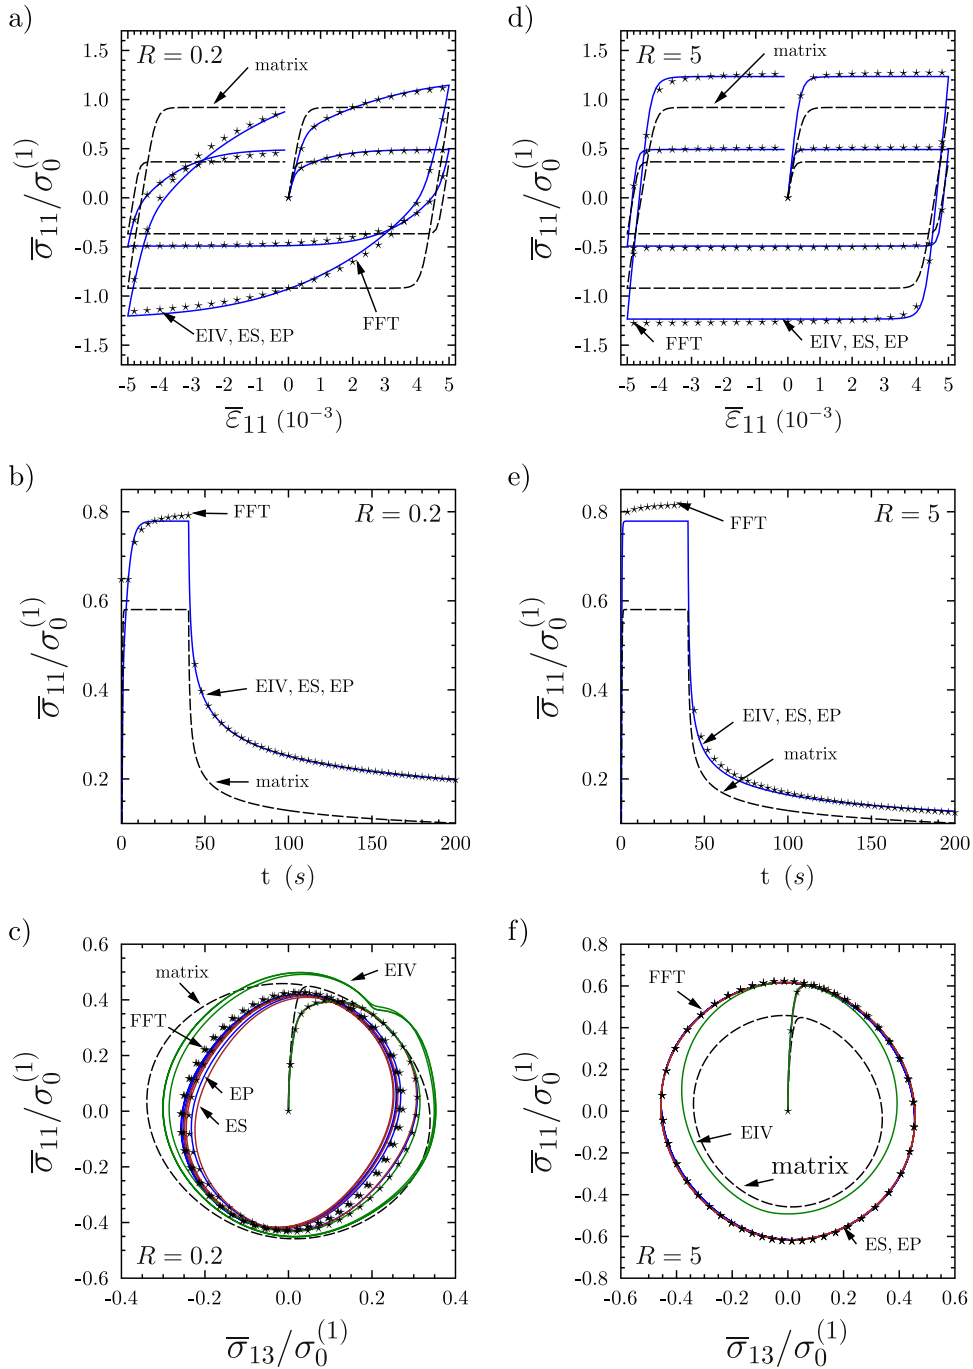 a)
R = 0.2
matrix
1.5
1.0
0.5
0.0
-0.5
-1.0
-1.5
σ̅₁₁/σ₀⁽¹⁾
FFT
EIV, ES, EP
-5 -4 -3 -2 -1 0 1 2 3 4 5
ε̅₁₁ (10⁻³)
d)
R = 5
matrix
1.5
1.0
0.5
0.0
-0.5
-1.0
-1.5
σ̅₁₁/σ₀⁽¹⁾
FFT
EIV, ES, EP
-5 -4 -3 -2 -1 0 1 2 3 4 5
ε̅₁₁ (10⁻³)
b)
FFT
R = 0.2
0.8
0.6
0.4
0.2
σ̅₁₁/σ₀⁽¹⁾
EIV, ES, EP
matrix
0 50 100 150 200
t (s)
e)
FFT
R = 5
0.8
0.6
0.4
0.2
σ̅₁₁/σ₀⁽¹⁾
EIV, ES, EP
matrix
0 50 100 150 200
t (s)
c)
matrix
EIV
FFT
EP
ES
0.6
0.4
0.2
0.0
-0.2
-0.4
-0.6
σ̅₁₁/σ₀⁽¹⁾
R = 0.2
-0.4 -0.2 0.0 0.2 0.4
σ̅₁₃/σ₀⁽¹⁾
f)
FFT
EIV
matrix
ES, EP
0.8
0.6
0.4
0.2
0.0
-0.2
-0.4
-0.6
-0.8
σ̅₁₁/σ₀⁽¹⁾
R = 5
-0.6 -0.4 -0.2 0.0 0.2 0.4 0.6
σ̅₁₃/σ₀⁽¹⁾